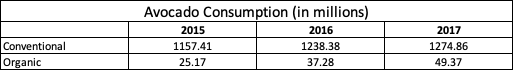 Avocado Consumption (in millions)
2015 2016 2017
Conventional 1157.41 1238.38 1274.86
Organic 25.17 37.28 49.37